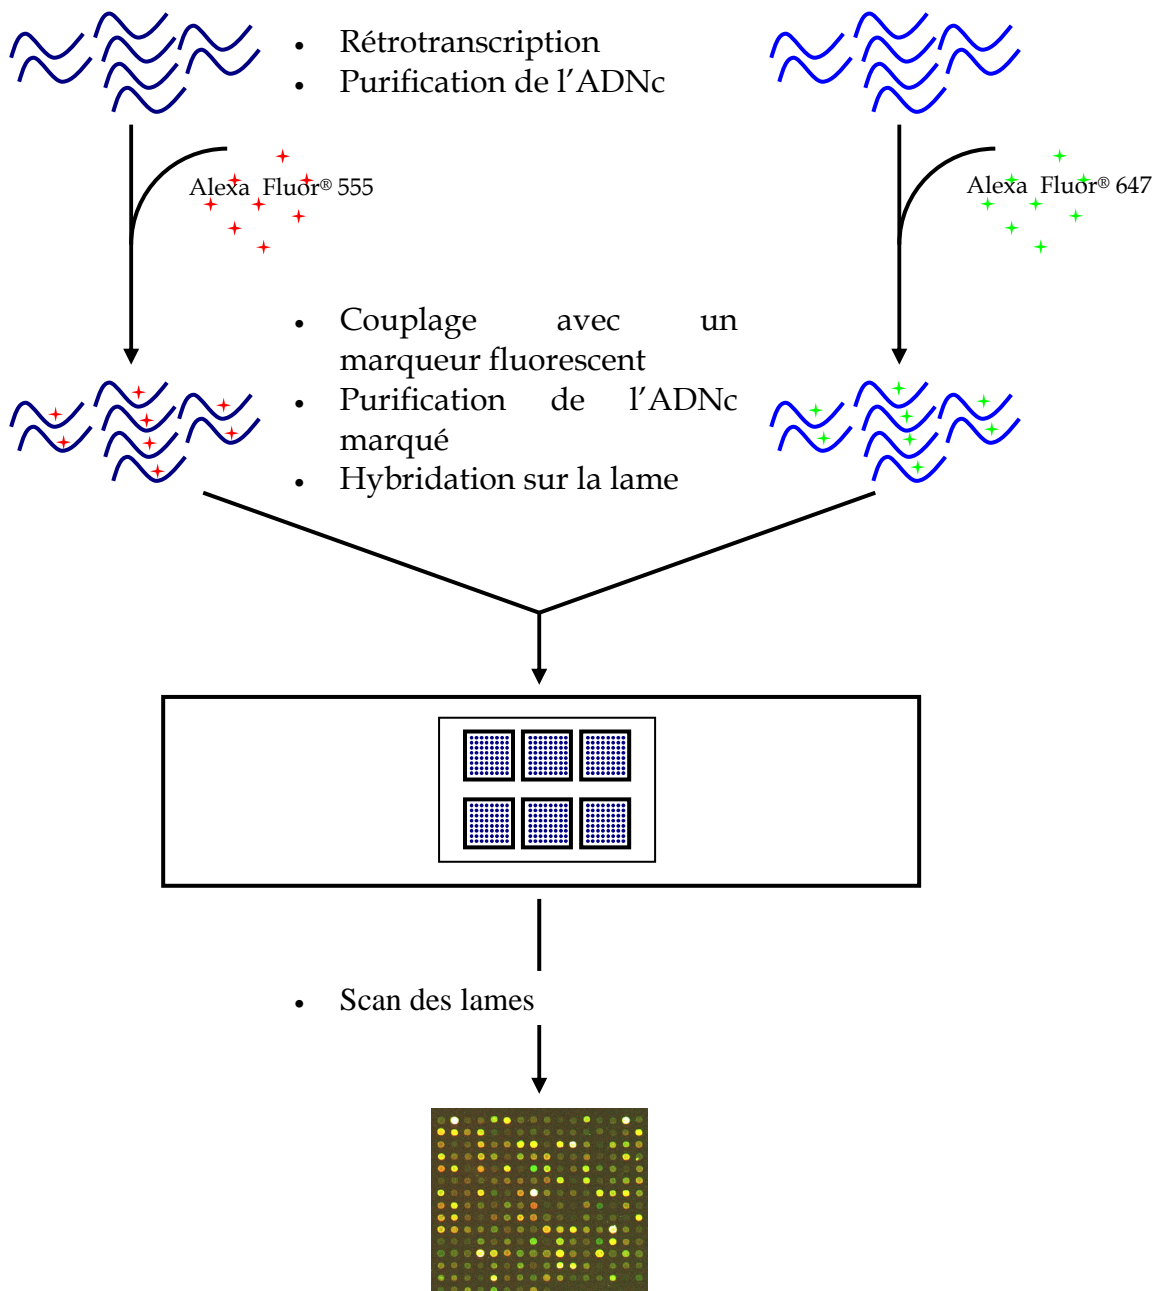 • Rétrotranscription
• Purification de l’ADNc
Alexa Fluor® 555
Alexa Fluor® 647
• Couplage avec un
marqueur fluorescent
• Purification de l’ADNc
marqué
• Hybridation sur la lame
• Scan des lames